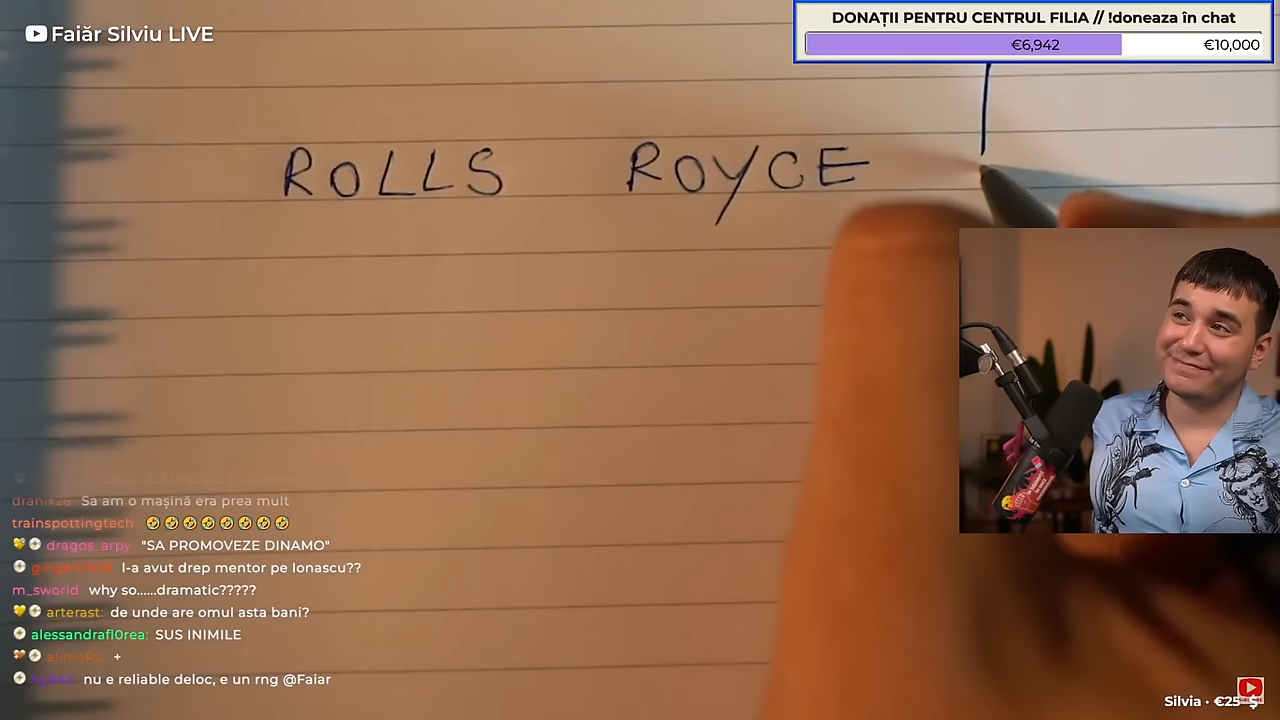 Faiăr Silviu LIVE
DONAȚII PENTRU CENTRUL FILIA // !doneaza în chat
€6,942 €10,000
ROLLS ROYCE
dranix26: Sa am o mașină era prea mult
trainspottingtech
dragos_arpy "SA PROMOVEZE DINAMO"
l-a avut drep mentor pe Ionascu??
m_sworld why so......dramatic?????
arterast: de unde are omul asta bani?
alessandrafl0rea: SUS INIMILE
+
nu e reliable deloc, e un rng @Faiar
Silvia · €25